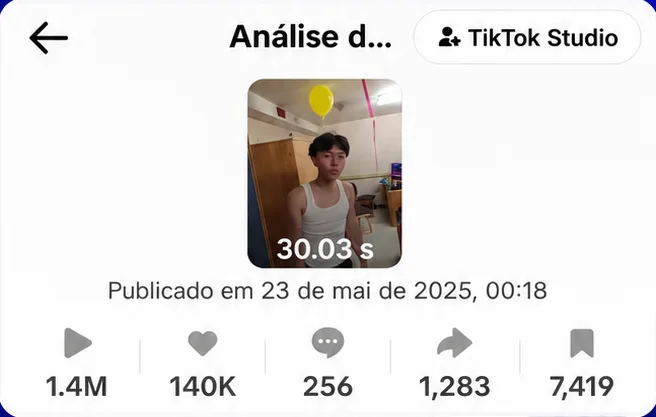 Análise d...
TikTok Studio
30.03 s
Publicado em 23 de mai de 2025, 00:18
1.4M 140K 256 1,283 7,419